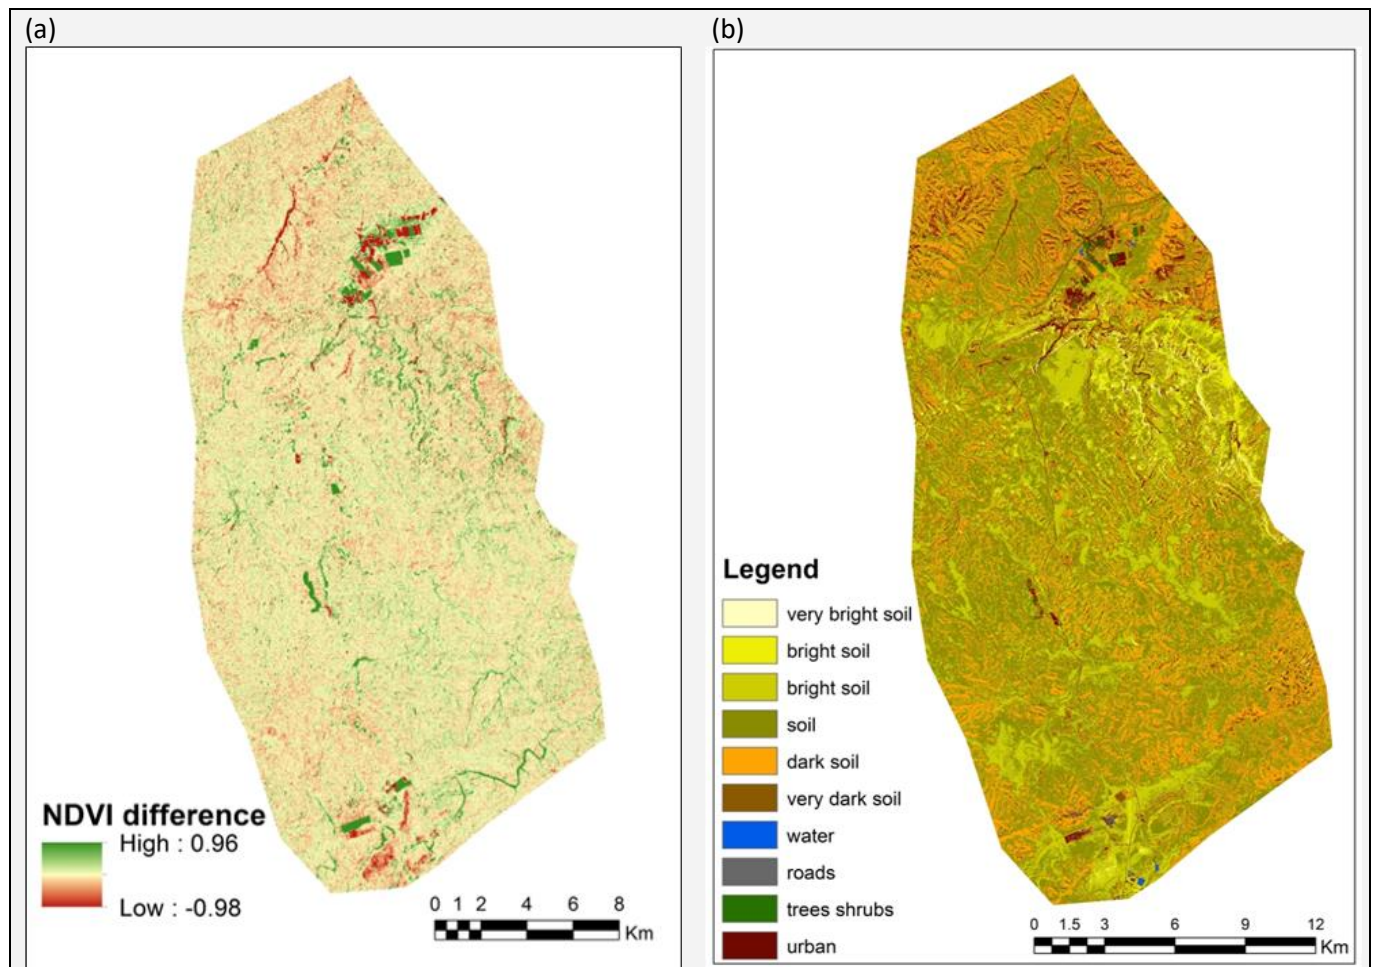 (a)
(b)
NDVI difference
High : 0.96
Low : -0.98
0 1 2 4 6 8
Km
Legend
very bright soil
bright soil
bright soil
soil
dark soil
very dark soil
water
roads
trees shrubs
urban
0 1.5 3 6 9 12
Km